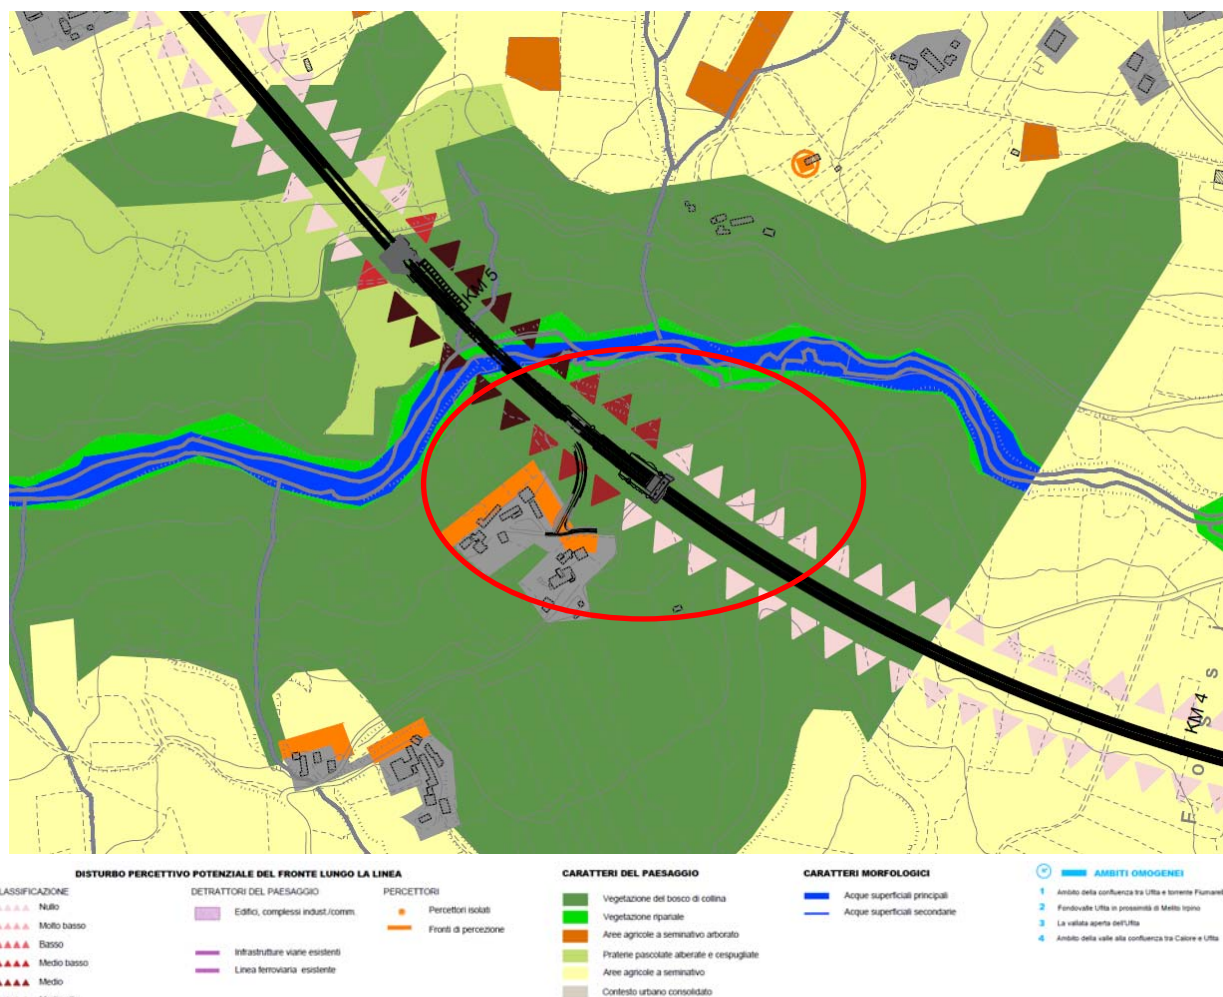 KM 5
KM 4
F o s s i
DISTURBO PERCETTIVO POTENZIALE DEL FRONTE LUNGO LA LINEA
LASSIFICAZIONE
Nullo
Molto basso
Basso
Medio basso
Medio
DETRATTORI DEL PAESAGGIO
Edifici, complessi indust./comm.
Infrastrutture viarie esistenti
Linea ferroviaria esistente
PERCETTORI
Percettori isolati
Fronti di percezione
CARATTERI DEL PAESAGGIO
Vegetazione del bosco di collina
Vegetazione ripariale
Aree agricole a seminativo arborato
Praterie pascolate alberate e cespugliate
Aree agricole a seminativo
Contesto urbano consolidato
CARATTERI MORFOLOGICI
Acque superficiali principali
Acque superficiali secondarie
AMBITI OMOGENEI
1 Ambito della confluenza tra Ufita e torrente Fiumarel
2 Fondovalle Ufita in prossimità di Melito Irpino
3 La vallata aperta dell'Ufita
4 Ambito della valle alla confluenza tra Calore e Ufita